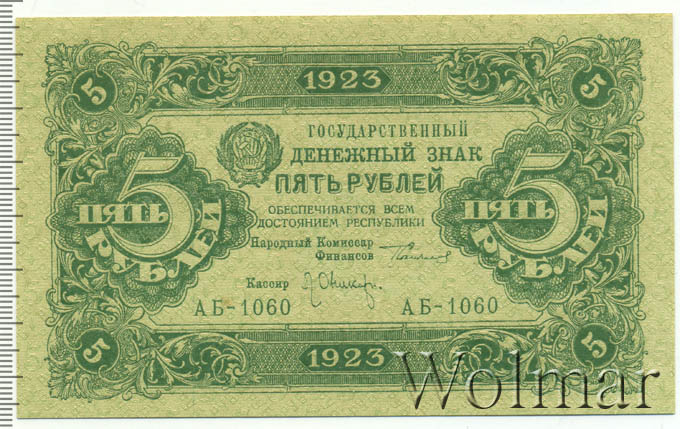 5 1923 5
ГОСУДАРСТВЕННЫЙ
ДЕНЕЖНЫЙ ЗНАК
ПЯТЬ РУБЛЕЙ
5 ПЯТЬ РУБЛЕЙ
5 ПЯТЬ РУБЛЕЙ
ОБЕСПЕЧИВАЕТСЯ ВСЕМ
ДОСТОЯНИЕМ РЕСПУБЛИКИ
Народный Комиссар
Финансов
Кассир
АБ-1060 АБ-1060
5 1923 5
Wolmar